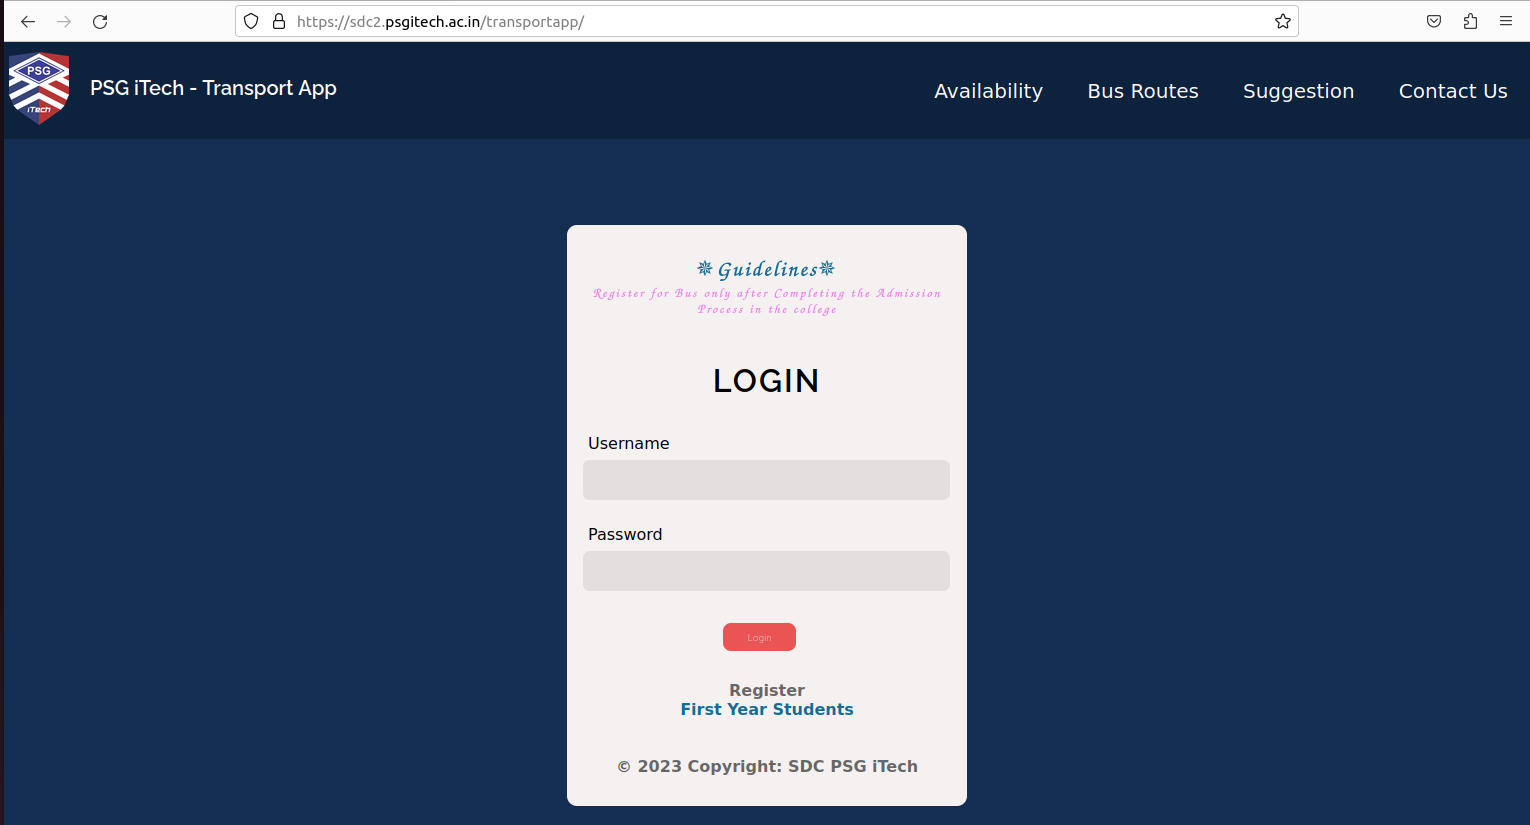 https://sdc2.psgitech.ac.in/transportapp/
PSG
iTech
PSG iTech - Transport App
Availability
Bus Routes
Suggestion
Contact Us
✵Guidelines✵
Register for Bus only after Completing the Admission
Process in the college
LOGIN
Username
Password
Login
Register
First Year Students
© 2023 Copyright: SDC PSG iTech